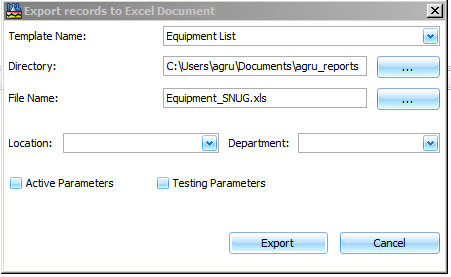 Export records to Excel Document
Template Name: Equipment List
Directory: C:\Users\agru\Documents\agru_reports ...
File Name: Equipment_SNUG.xls ...
Location: Department:
Active Parameters Testing Parameters
Export Cancel